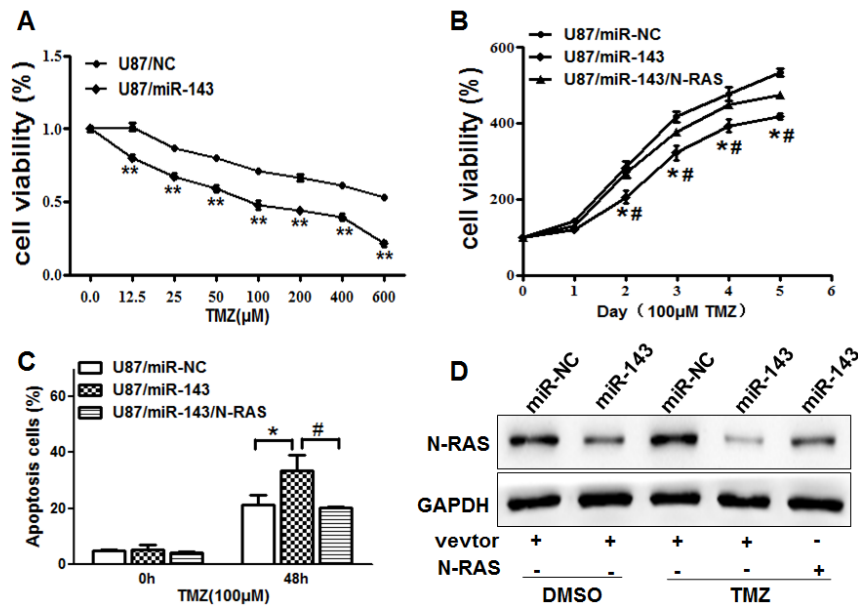 A
U87/NC
U87/miR-143
cell viability (%)
1.5
1.0
0.5
0.0
** ** ** ** ** ** **
0.0 12.5 25 50 100 200 400 600
TMZ(μM)
B
U87/miR-NC
U87/miR-143
U87/miR-143/N-RAS
cell viability (%)
600
400
200
0
*# *# *# *#
0 1 2 3 4 5 6
Day (100μM TMZ)
C
U87/miR-NC
U87/miR-143
U87/miR-143/N-RAS
Apoptosis cells (%)
60
40
20
0
* #
0h 48h
TMZ(100μM)
D
miR-NC miR-143 miR-NC miR-143 miR-143
N-RAS
GAPDH
vevtor + + + + -
N-RAS - - - - +
DMSO TMZ